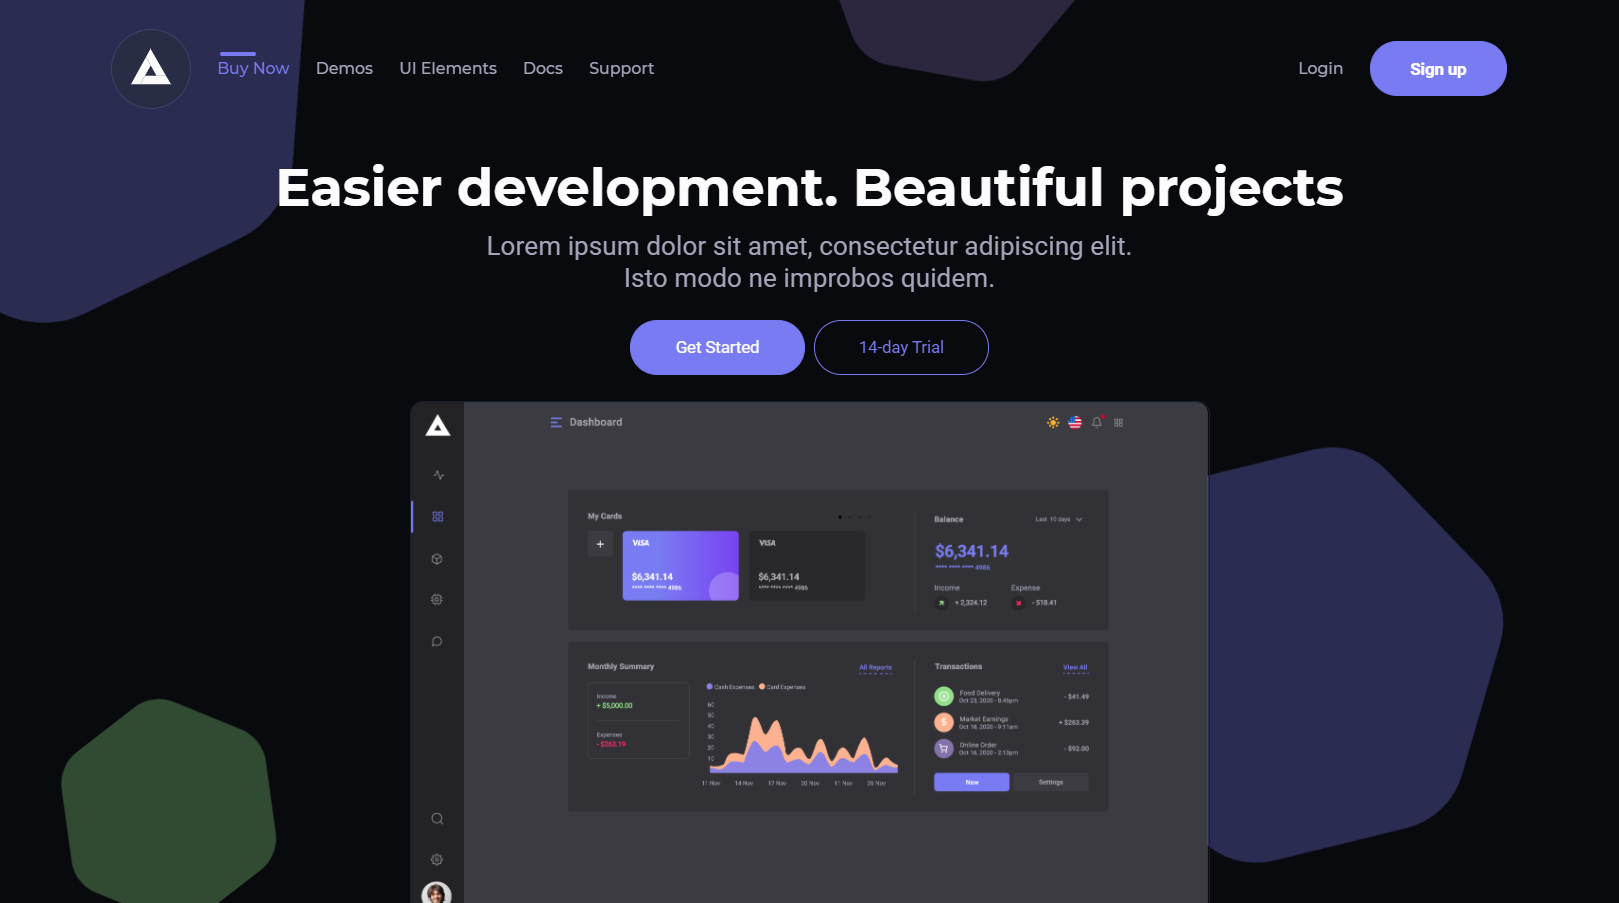 Buy Now
Demos
UI Elements
Docs
Support
Login
Sign up
Easier development. Beautiful projects
Lorem ipsum dolor sit amet, consectetur adipiscing elit.
Isto modo ne improbos quidem.
Get Started
14-day Trial
Dashboard
My Cards
+
VISA
$6,341.14
**** **** **** 4986
VISA
$6,341.14
**** **** **** 4986
Balance
Last 10 days
$6,341.14
**** **** **** 4986
Income
Expense
+ 2,324.12
- 518.41
Monthly Summary
All Reports
Income
+ $5,000.00
Expenses
- $263.19
Cash Expenses
Card Expenses
60
50
40
30
20
10
11 Nov
14 Nov
17 Nov
20 Nov
26 Nov
Transactions
View All
Food Delivery
Oct 23, 2020 - 8:45pm
- $41.49
Market Earnings
Oct 18, 2020 - 9:11am
+ $263.39
Online Order
Oct 16, 2020 - 2:13pm
- $92.00
New
Settings